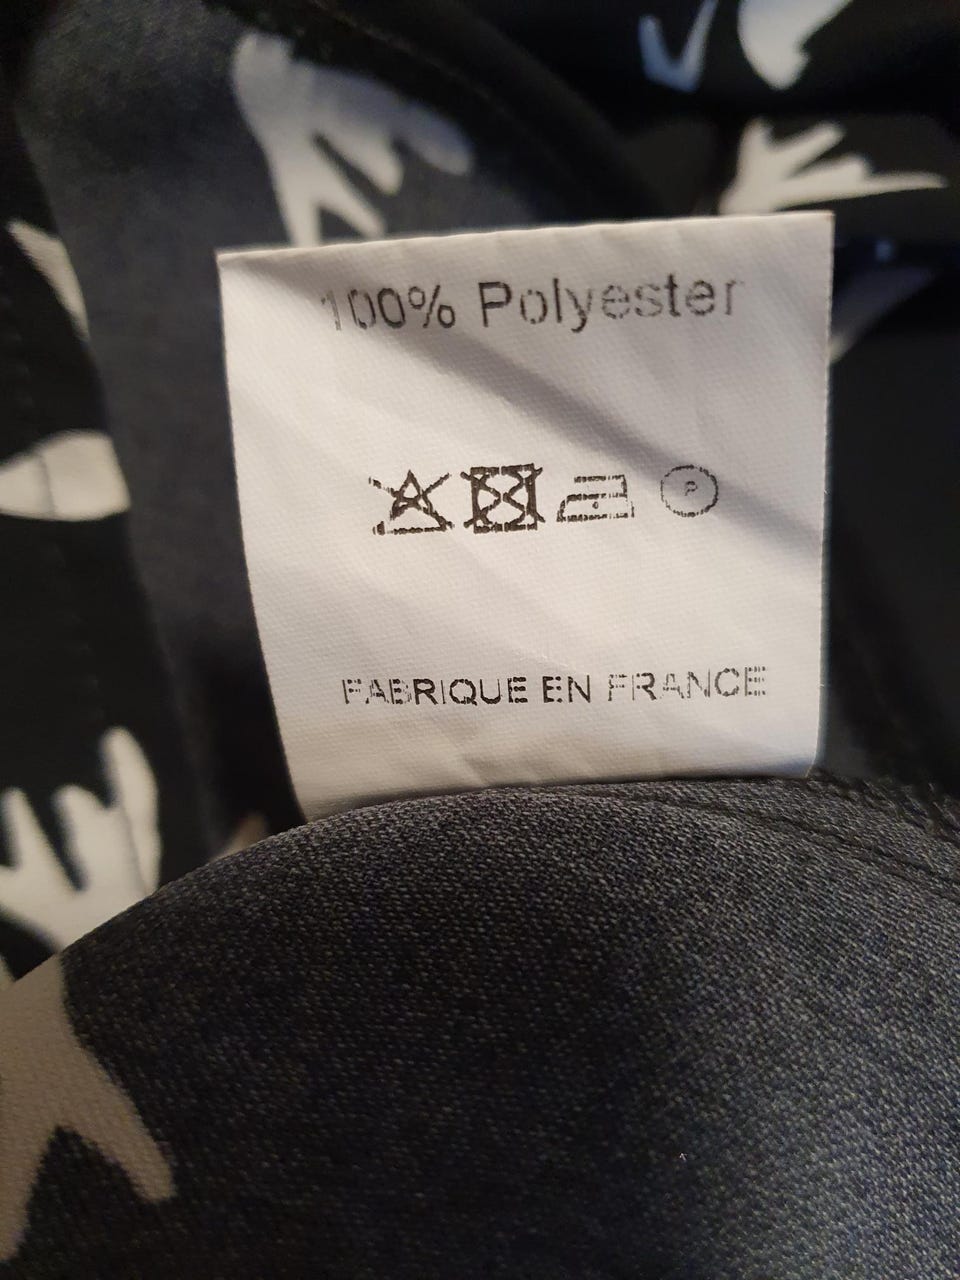 100% Polyester
P
FABRIQUE EN FRANCE